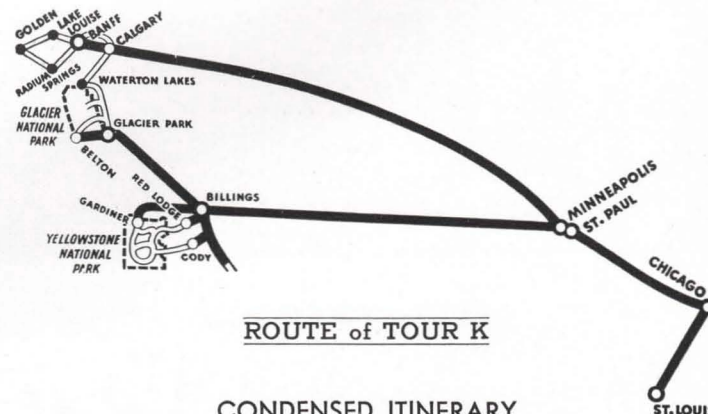 GOLDEN
LAKE
LOUISE
BANFF
CALGARY
RADIUM
SPRINGS
WATERTON LAKES
GLACIER
NATIONAL
PARK
GLACIER PARK
BELTON
RED LODGE
BILLINGS
GARDINER
YELLOWSTONE
NATIONAL
PARK
CODY
MINNEAPOLIS
ST. PAUL
CHICAGO
ROUTE of TOUR K
CONDENSED ITINERARY